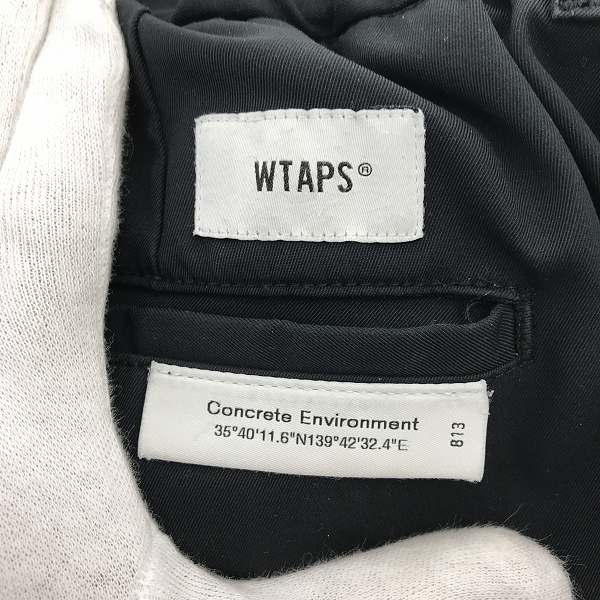 WTAPS®
Concrete Environment
35°40'11.6"N139°42'32.4"E
813